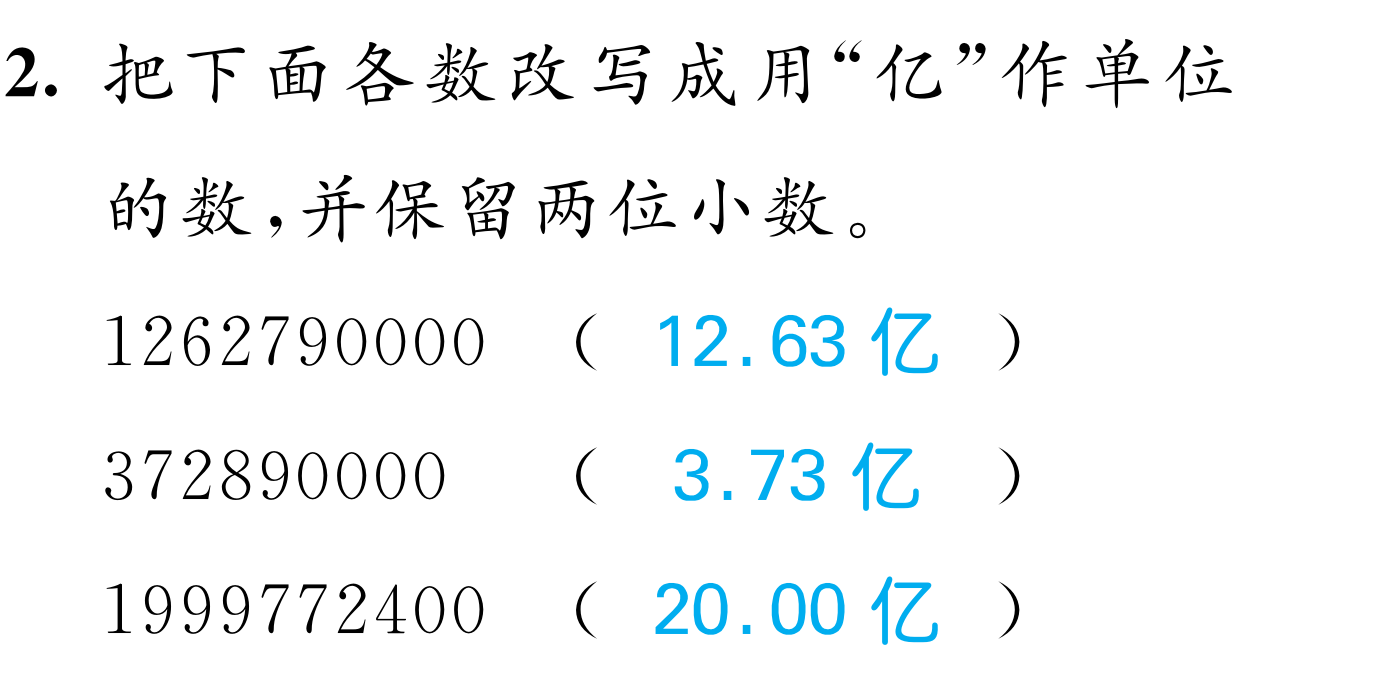 2. 把下面各数改写成用“亿”作单位
的数,并保留两位小数。
1262790000 ( 12.63 亿 )
372890000 ( 3.73 亿 )
1999772400 ( 20.00 亿 )